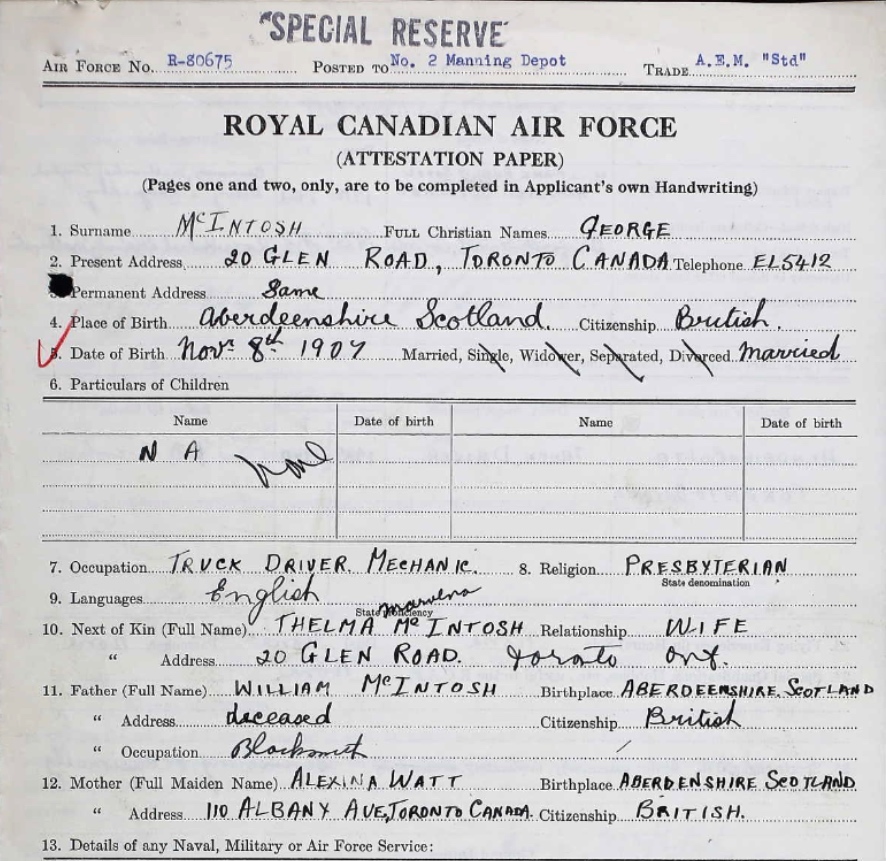 "SPECIAL RESERVE"
AIR FORCE NO. R-80675 POSTED TO No. 2 Manning Depot TRADE A.E.M. "Std"
ROYAL CANADIAN AIR FORCE
(ATTESTATION PAPER)
(Pages one and two, only, are to be completed in Applicant's own Handwriting)
1. Surname McINTOSH FULL Christian Names GEORGE
2. Present Address 20 GLEN ROAD, TORONTO CANADA Telephone EL5412
Permanent Address Same
4. Place of Birth Aberdeenshire Scotland. Citizenship British.
5. Date of Birth Novr 8th 1907 Married, Single, Widower, Separated, Divorced married
6. Particulars of Children
Name Date of birth Name Date of birth
N A None
7. Occupation TRUCK DRIVER. MECHANIC. 8. Religion PRESBYTERIAN
State denomination
9. Languages English
State proficiency
10. Next of Kin (Full Name) THELMA McINTOSH Relationship WIFE
" Address 20 GLEN ROAD. Toronto Ont.
11. Father (Full Name) WILLIAM McINTOSH Birthplace ABERDEENSHIRE. SCOTLAND
" Address deceased Citizenship British
" Occupation Blacksmith
12. Mother (Full Maiden Name) ALEXINA WATT Birthplace ABERDENSHIRE SCOTLAND
" Address 110 ALBANY AVE, TORONTO CANADA. Citizenship BRITISH.
13. Details of any Naval, Military or Air Force Service: